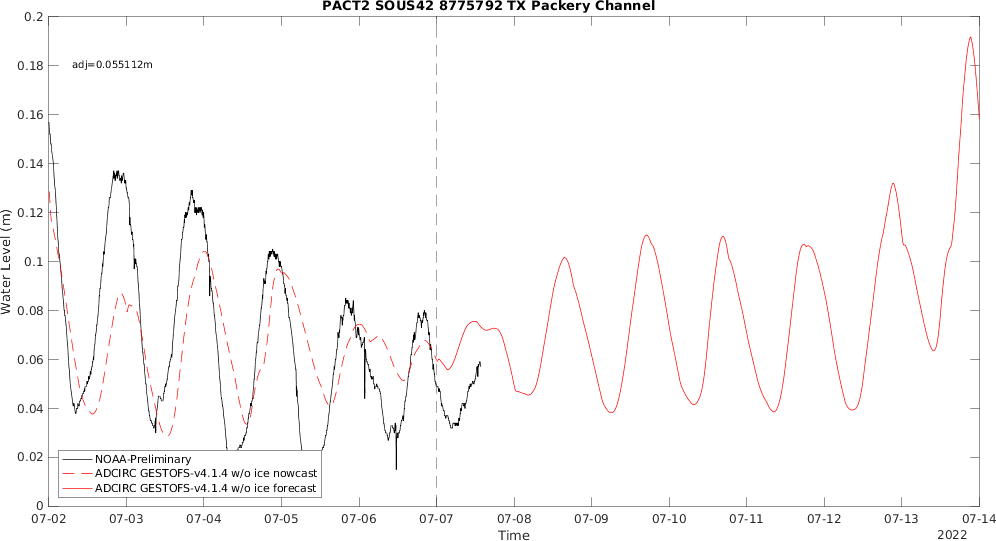 PACT2 SOUS42 8775792 TX Packery Channel
0.2
adj=0.055112m
0.18
0.16
0.14
0.12
0.1
0.08
0.06
0.04
0.02
0
Water Level (m)
NOAA-Preliminary
ADCIRC GESTOFS-v4.1.4 w/o ice nowcast
ADCIRC GESTOFS-v4.1.4 w/o ice forecast
07-02 07-03 07-04 07-05 07-06 07-07 07-08 07-09 07-10 07-11 07-12 07-13 07-14
Time
2022